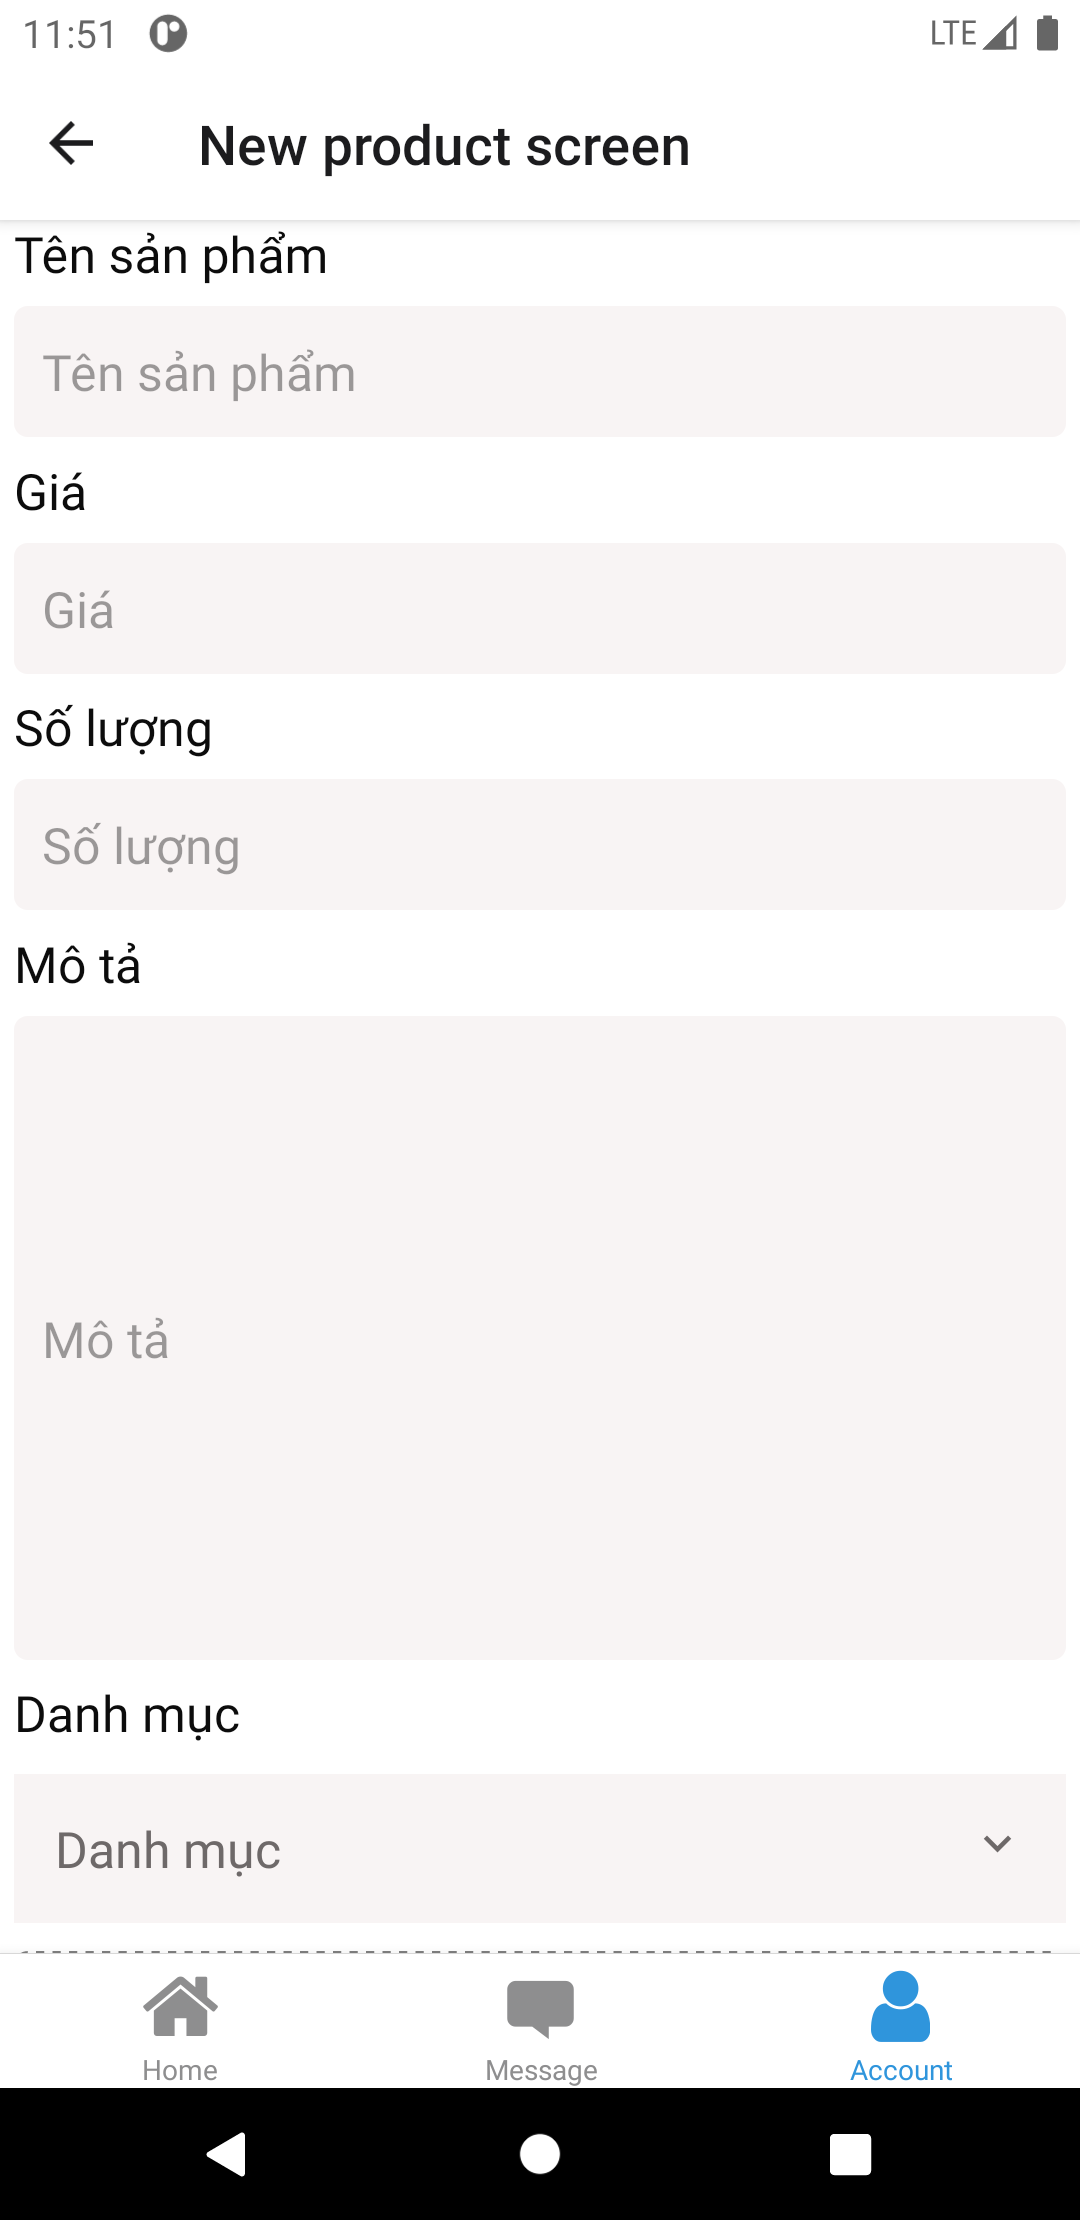 11:51
LTE
New product screen
Tên sản phẩm
Tên sản phẩm
Giá
Giá
Số lượng
Số lượng
Mô tả
Mô tả
Danh mục
Danh mục
Home
Message
Account